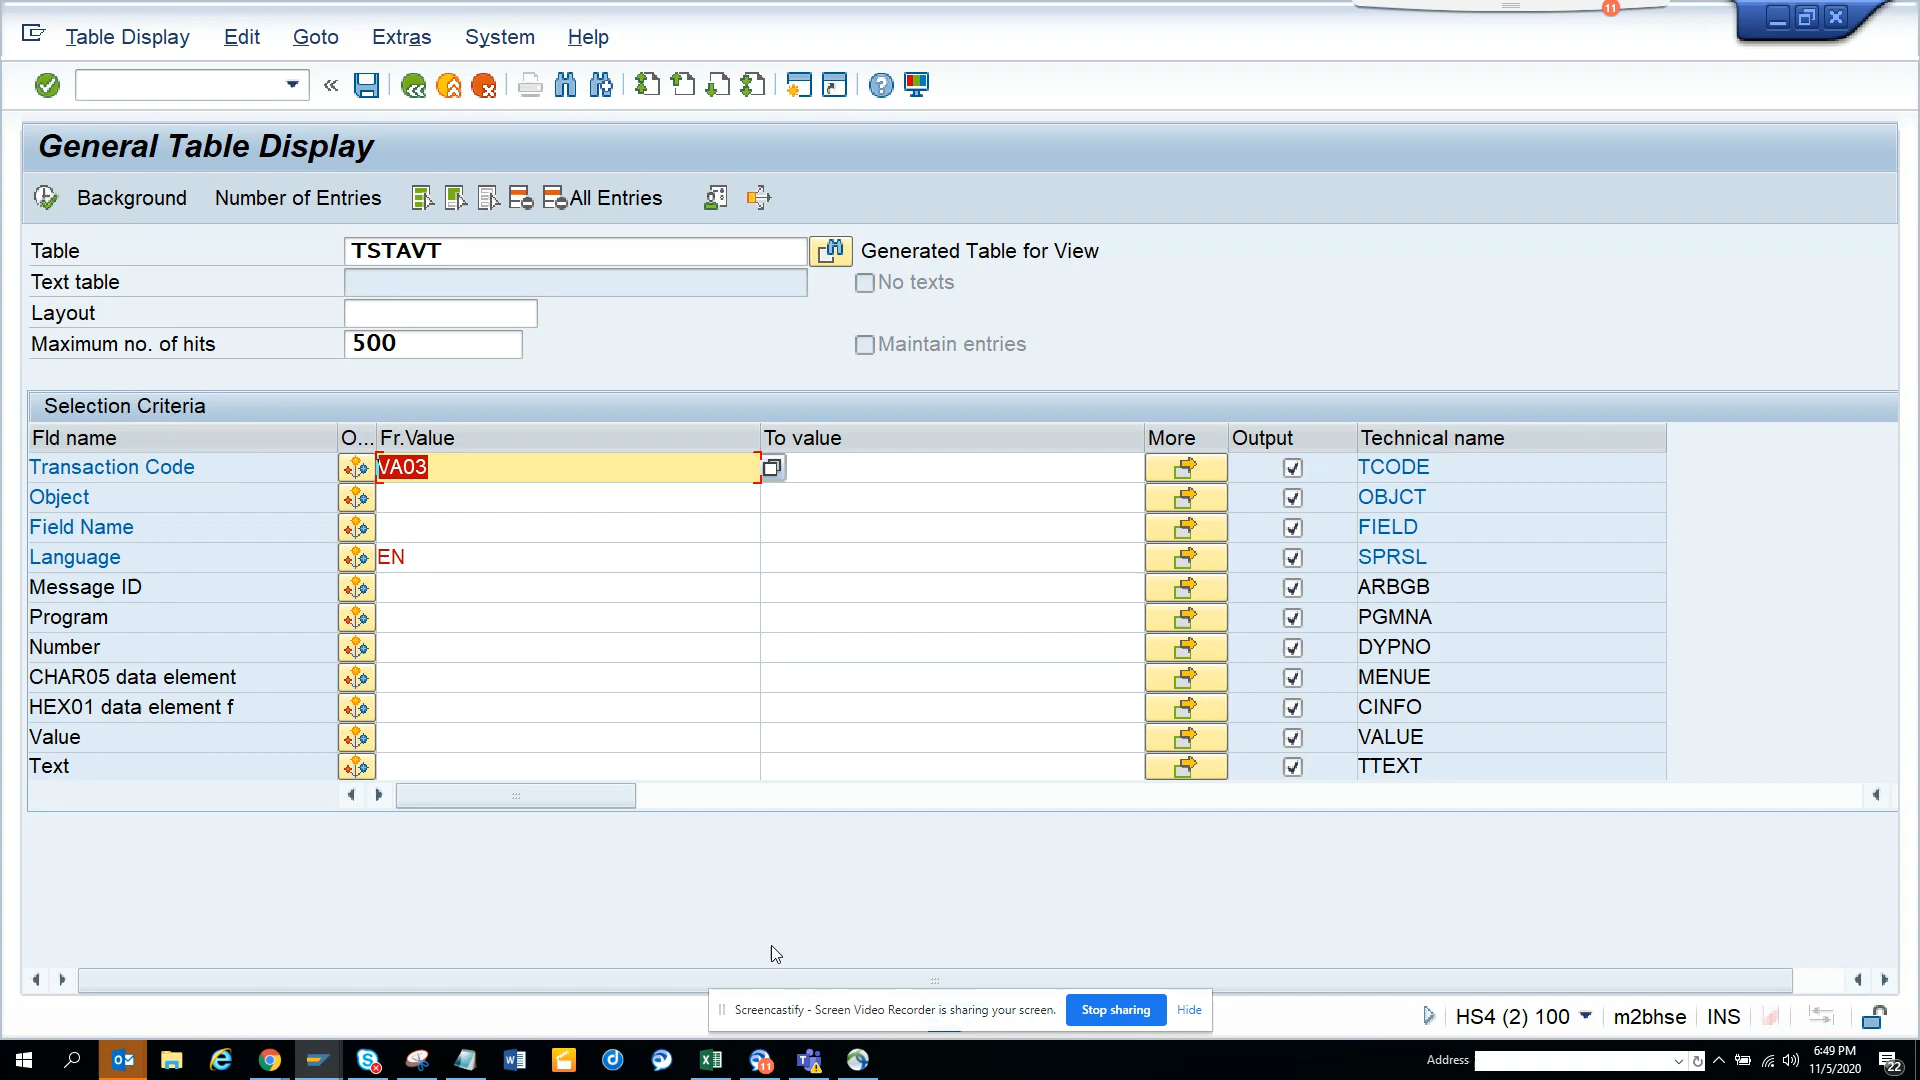 11
Table Display Edit Goto Extras System Help
General Table Display
Background Number of Entries All Entries
Table TSTAVT Generated Table for View
Text table No texts
Layout
Maximum no. of hits 500 Maintain entries
Selection Criteria
Fld name O... Fr.Value To value More Output Technical name
Transaction Code VA03 TCODE
Object OBJCT
Field Name FIELD
Language EN SPRSL
Message ID ARBGB
Program PGMNA
Number DYPNO
CHAR05 data element MENUE
HEX01 data element f CINFO
Value VALUE
Text TTEXT
Screencastify - Screen Video Recorder is sharing your screen. Stop sharing Hide
HS4 (2) 100 m2bhse INS
11 Address 6:49 PM
11/5/2020 22